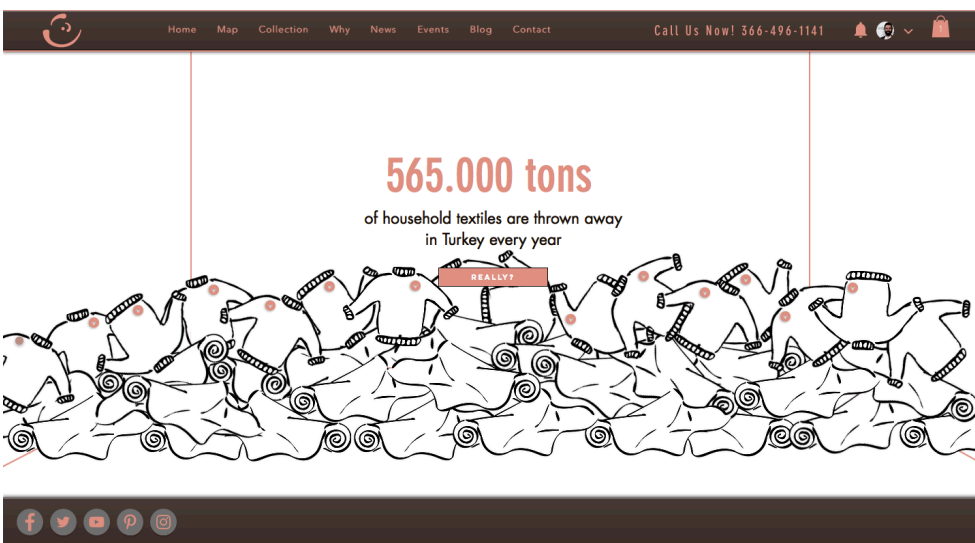 Home Map Collection Why News Events Blog Contact Call Us Now! 366-496-1141 1
565.000 tons
of household textiles are thrown away
in Turkey every year
REALLY?